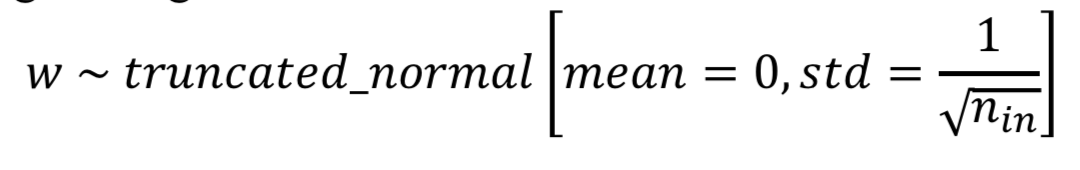 w ~ truncated_normal [mean = 0, std = 1/√n_in]